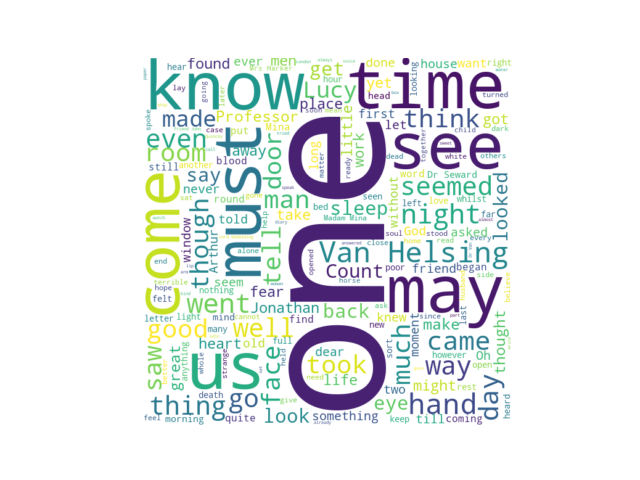 ever men
know
time
found
hear
Mrs Harker
get
done
yet
house
want
right
hour
looking
turned
lay
going
made
Professor
Lucy
place
head
think
got
spoke
must
Mina
put
case
first
let
see
even
room
away
blood
door
little
work
together
child
dark
others
still
another
long
matter
ready
dead
white
say
man
Dr Seward
never
round
sleep
without
word
seemed
come
sat
take
bed
seen
left
love
whilst
though
told
help
Madame Mina
God
night
looked
window
Arthur
tell
one
soul
stood
far
asked
alone
answered
close
home
read
every
end
Van Helsing
hope
felt
terrible
seem
opened
Count
poor
friend
began
side
nothing
fear
horse
may
believe
letter
light
went
Jonathan
back
ask
knew
since
part
last
mind
cannot
find
new
make
good
many
well
much
sort
moment
came
saw
heart
old
full
held
dear
however
Oh
thought
great
anything
us
face
took
way
open
whole
strange
need
life
two
might
rest
thing
death
go
give
hand
eye
day
heard
look
something
feel
morning
quite
already
keep
till
coming